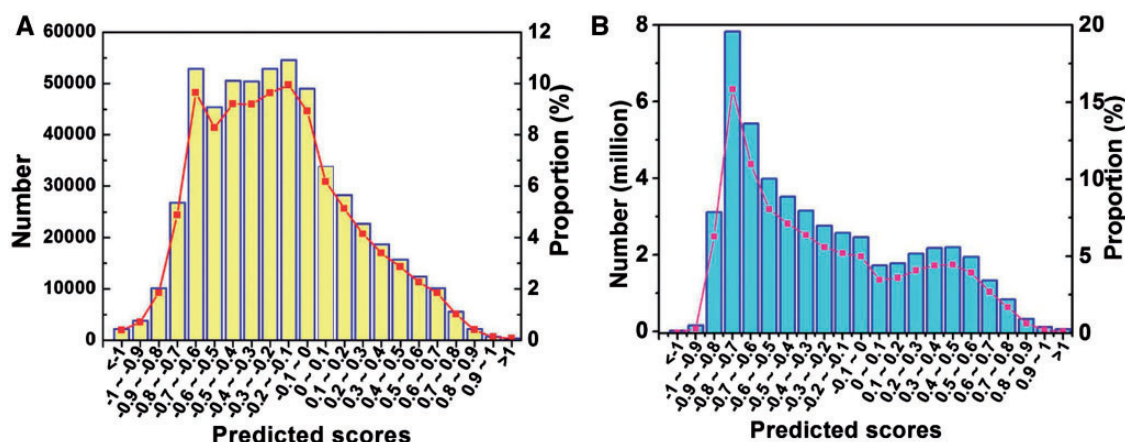 A
60000
50000
40000
30000
20000
10000
0
Number
12
10
8
6
4
2
0
Proportion (%)
<-1
-1 ~ -0.9
-0.9 ~ -0.8
-0.8 ~ -0.7
-0.7 ~ -0.6
-0.6 ~ -0.5
-0.5 ~ -0.4
-0.4 ~ -0.3
-0.3 ~ -0.2
-0.2 ~ -0.1
-0.1 ~ 0
0 ~ 0.1
0.1 ~ 0.2
0.2 ~ 0.3
0.3 ~ 0.4
0.4 ~ 0.5
0.5 ~ 0.6
0.6 ~ 0.7
0.7 ~ 0.8
0.8 ~ 0.9
0.9 ~ 1
>1
Predicted scores
B
8
6
4
2
0
Number (million)
20
15
10
5
0
Proportion (%)
<-1
-1 ~ -0.9
-0.9 ~ -0.8
-0.8 ~ -0.7
-0.7 ~ -0.6
-0.6 ~ -0.5
-0.5 ~ -0.4
-0.4 ~ -0.3
-0.3 ~ -0.2
-0.2 ~ -0.1
-0.1 ~ 0
0 ~ 0.1
0.1 ~ 0.2
0.2 ~ 0.3
0.3 ~ 0.4
0.4 ~ 0.5
0.5 ~ 0.6
0.6 ~ 0.7
0.7 ~ 0.8
0.8 ~ 0.9
0.9 ~ 1
>1
Predicted scores